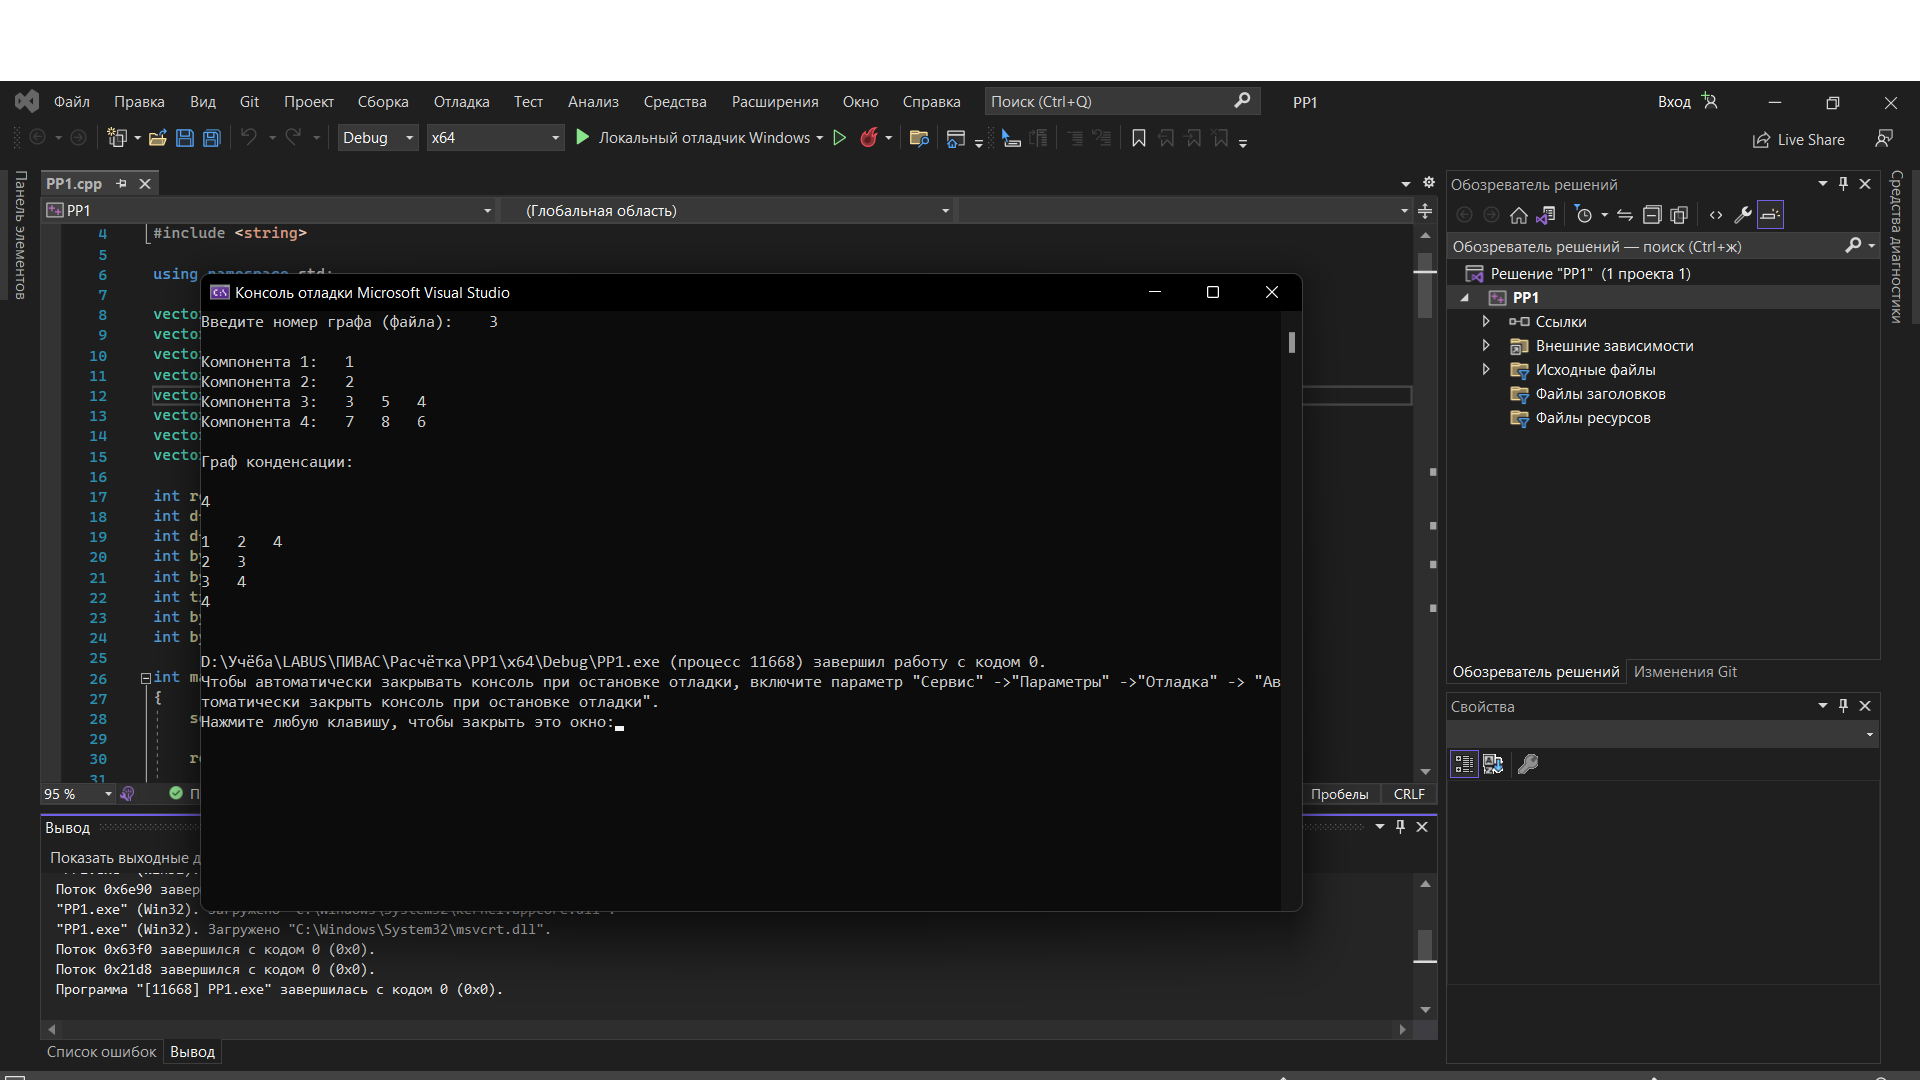 Файл Правка Вид Git Проект Сборка Отладка Тест Анализ Средства Расширения Окно Справка Поиск (Ctrl+Q) PP1 Вход
Debug x64 Локальный отладчик Windows Live Share
Панель элементов
PP1.cpp
PP1 (Глобальная область)
4 #include <string>
5
6 using namespace std;
7
8 vecto
9 vecto
10 vecto
11 vecto
12 vecto
13 vecto
14 vecto
15 vecto
16
17 int r
18 int d
19 int d
20 int b
21 int b
22 int t
23 int b
24 int b
25
26 int m
27 {
28 s
29
30 r
31
95 % П Пробелы CRLF
Консоль отладки Microsoft Visual Studio
Введите номер графа (файла): 3
Компонента 1: 1
Компонента 2: 2
Компонента 3: 3 5 4
Компонента 4: 7 8 6
Граф конденсации:
4
1 2 4
2 3
3 4
4
D:\Учёба\LABUS\ПИВАС\Расчётка\PP1\x64\Debug\PP1.exe (процесс 11668) завершил работу с кодом 0.
Чтобы автоматически закрывать консоль при остановке отладки, включите параметр "Сервис" ->"Параметры" ->"Отладка" -> "Ав
томатически закрыть консоль при остановке отладки".
Нажмите любую клавишу, чтобы закрыть это окно:
Вывод
Показать выходные д
Поток 0x6e90 завер
"PP1.exe" (Win32). Загружено "C:\Windows\System32\kernel.appcore.dll".
"PP1.exe" (Win32). Загружено "C:\Windows\System32\msvcrt.dll".
Поток 0x63f0 завершился с кодом 0 (0x0).
Поток 0x21d8 завершился с кодом 0 (0x0).
Программа "[11668] PP1.exe" завершилась с кодом 0 (0x0).
Список ошибок Вывод
Обозреватель решений
Обозреватель решений — поиск (Ctrl+ж)
Решение "PP1" (1 проекта 1)
PP1
Ссылки
Внешние зависимости
Исходные файлы
Файлы заголовков
Файлы ресурсов
Обозреватель решений Изменения Git
Свойства
Средства диагностики